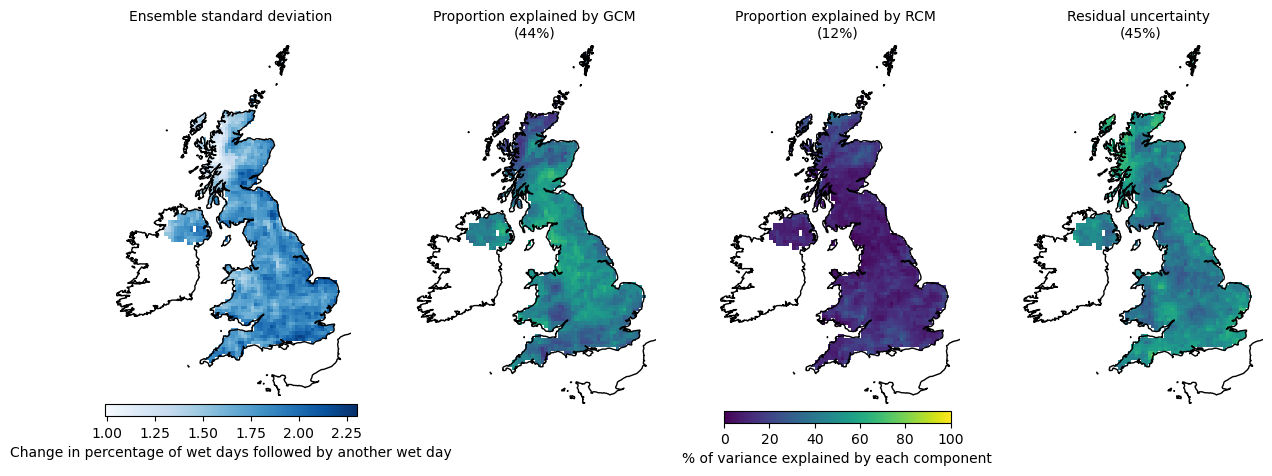 Ensemble standard deviation
Proportion explained by GCM
(44%)
Proportion explained by RCM
(12%)
Residual uncertainty
(45%)
1.00 1.25 1.50 1.75 2.00 2.25
Change in percentage of wet days followed by another wet day
0 20 40 60 80 100
% of variance explained by each component